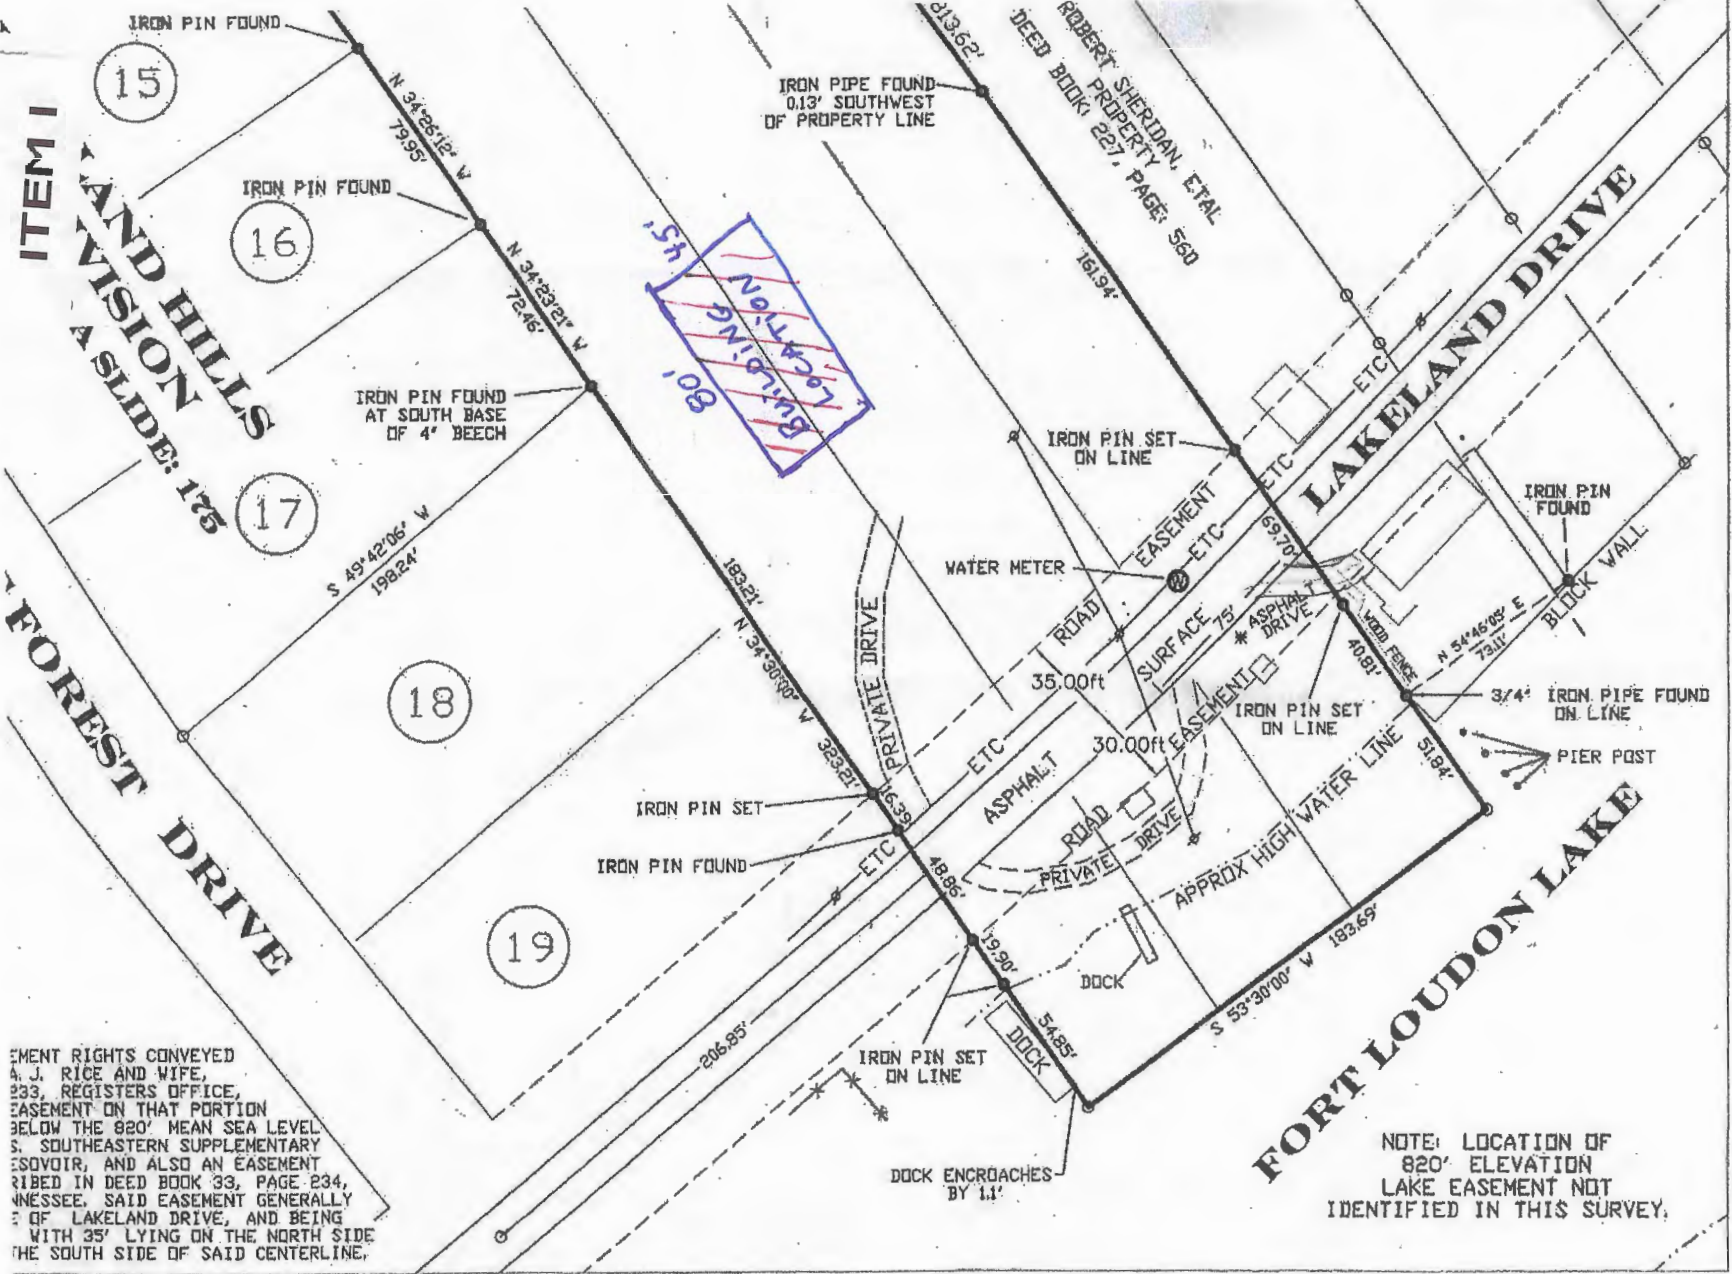 IRON PIN FOUND
15
ITEM I
N 34°26'12" W
79.95'
IRON PIN FOUND
16
AND HILLS
VISION
A SLIDE: 172
N 34°23'21" W
72.46'
IRON PIN FOUND
AT SOUTH BASE
OF 4" BEECH
17
S 49°42'06" W
198.24'
FOREST DRIVE
18
19
45'
80'
BUILDING
LOCATION
813.62'
IRON PIPE FOUND
0.13' SOUTHWEST
OF PROPERTY LINE
ROBERT SHERIDAN, ETAL
PROPERTY
DEED BOOK: 227, PAGE: 560
161.94'
LAKELAND DRIVE
ETC
IRON PIN SET
ON LINE
ETC
EASEMENT
ETC
ROAD
WATER METER
W
69.70'
IRON PIN
FOUND
BLOCK WALL
N 54°46'05" E
73.11'
WOOD FENCE
40.81'
* ASPHALT
DRIVE
SURFACE
75'
35.00ft
30.00ft
EASEMENT
IRON PIN SET
ON LINE
3/4" IRON PIPE FOUND
ON LINE
51.84'
PIER POST
183.21'
N 34°30'00" W
323.21'
PRIVATE DRIVE
IRON PIN SET
16.39'
IRON PIN FOUND
ETC
ETC
ASPHALT
ROAD
PRIVATE DRIVE
APPROX HIGH WATER LINE
48.86'
19.90'
DOCK
183.69'
S 53°30'00" W
54.85'
DOCK
206.85'
IRON PIN SET
ON LINE
DOCK ENCROACHES
BY 1.1'
FORT LOUDON LAKE
NOTE: LOCATION OF
820' ELEVATION
LAKE EASEMENT NOT
IDENTIFIED IN THIS SURVEY.
EMENT RIGHTS CONVEYED
A. J. RICE AND WIFE,
233, REGISTERS OFFICE,
EASEMENT ON THAT PORTION
BELOW THE 820' MEAN SEA LEVEL
S. SOUTHEASTERN SUPPLEMENTARY
ESOVOIR, AND ALSO AN EASEMENT
RIBED IN DEED BOOK 33, PAGE 234,
NNESSEE, SAID EASEMENT GENERALLY
OF LAKELAND DRIVE, AND BEING
WITH 35' LYING ON THE NORTH SIDE
THE SOUTH SIDE OF SAID CENTERLINE,